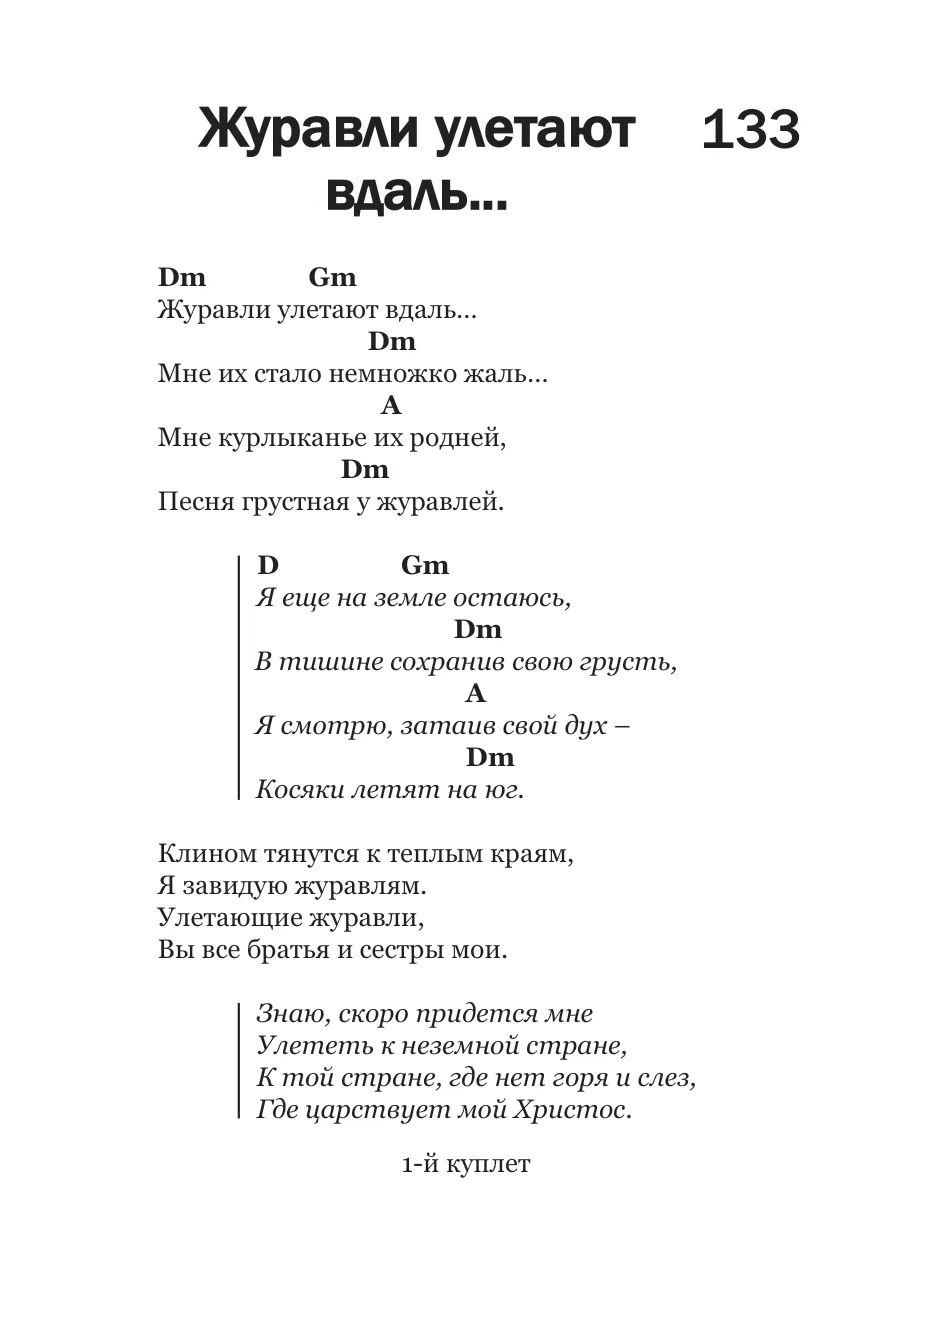 Журавли улетают 133
вдаль...
Dm Gm
Журавли улетают вдаль...
Dm
Мне их стало немножко жаль...
A
Мне курлыканье их родней,
Dm
Песня грустная у журавлей.
D Gm
Я еще на земле остаюсь,
Dm
В тишине сохранив свою грусть,
A
Я смотрю, затаив свой дух –
Dm
Косяки летят на юг.
Клином тянутся к теплым краям,
Я завидую журавлям.
Улетающие журавли,
Вы все братья и сестры мои.
Знаю, скоро придется мне
Улететь к неземной стране,
К той стране, где нет горя и слез,
Где царствует мой Христос.
1-й куплет